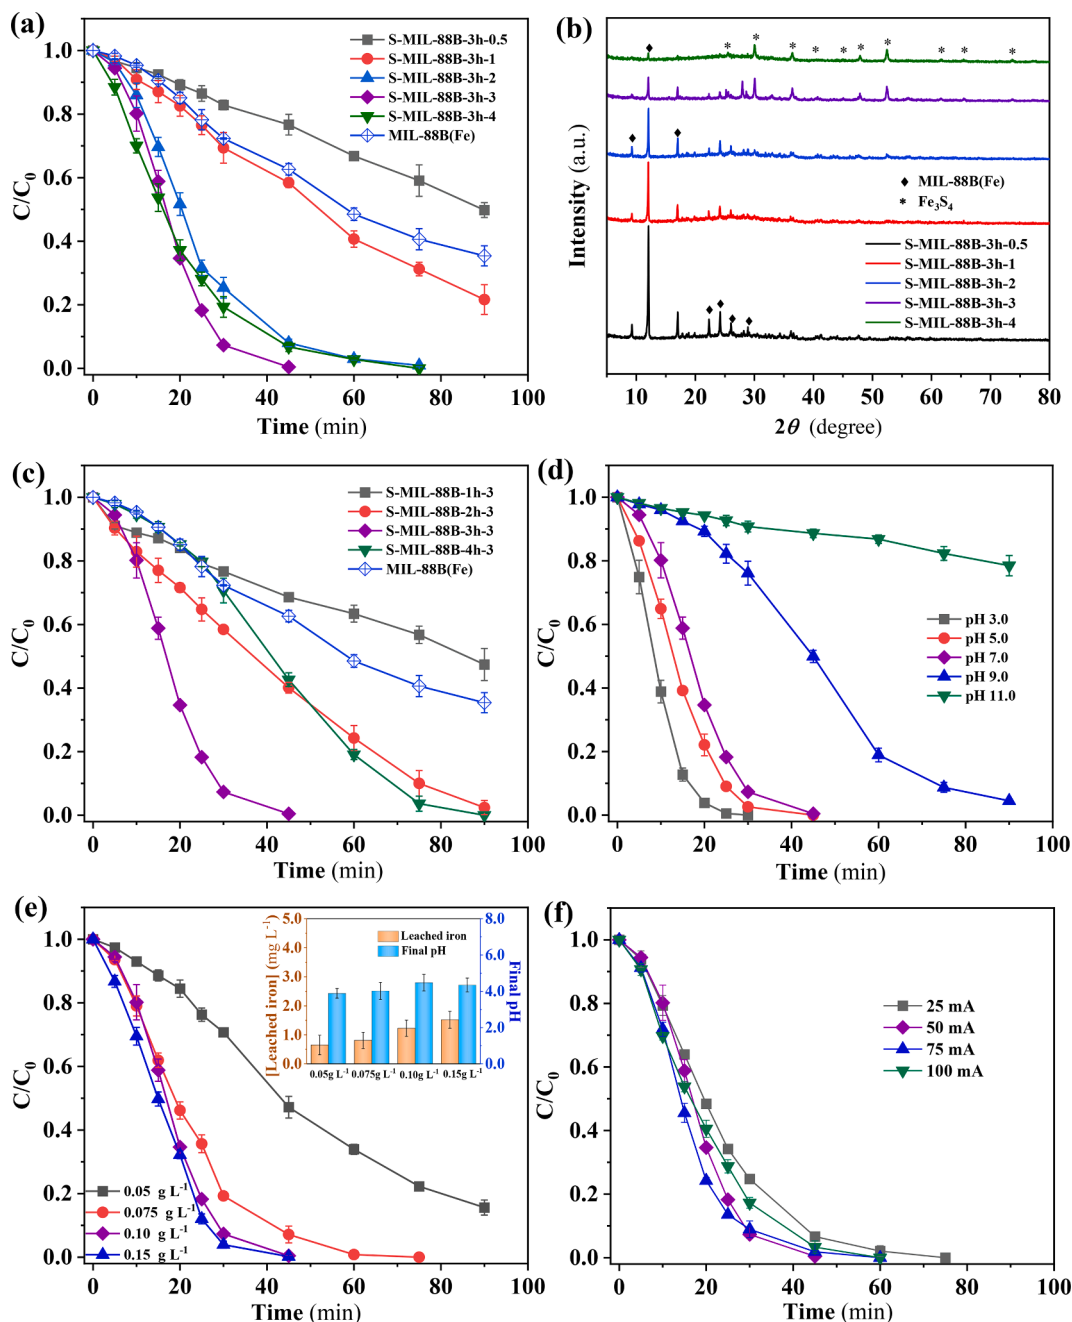 (a)
1.0
0.8
0.6
0.4
0.2
0.0
C/C0
0 20 40 60 80 100
Time (min)
S-MIL-88B-3h-0.5
S-MIL-88B-3h-1
S-MIL-88B-3h-2
S-MIL-88B-3h-3
S-MIL-88B-3h-4
MIL-88B(Fe)
(b)
Intensity (a.u.)
♦ MIL-88B(Fe)
* Fe3S4
S-MIL-88B-3h-0.5
S-MIL-88B-3h-1
S-MIL-88B-3h-2
S-MIL-88B-3h-3
S-MIL-88B-3h-4
10 20 30 40 50 60 70 80
2θ (degree)
(c)
1.0
0.8
0.6
0.4
0.2
0.0
C/C0
0 20 40 60 80 100
Time (min)
S-MIL-88B-1h-3
S-MIL-88B-2h-3
S-MIL-88B-3h-3
S-MIL-88B-4h-3
MIL-88B(Fe)
(d)
1.0
0.8
0.6
0.4
0.2
0.0
C/C0
0 20 40 60 80 100
Time (min)
pH 3.0
pH 5.0
pH 7.0
pH 9.0
pH 11.0
(e)
1.0
0.8
0.6
0.4
0.2
0.0
C/C0
0 20 40 60 80 100
Time (min)
0.05 g L-1
0.075 g L-1
0.10 g L-1
0.15 g L-1
[Leached iron] (mg L-1)
5.0
4.0
3.0
2.0
1.0
0.0
Leached iron
Final pH
8.0
6.0
4.0
2.0
0.0
Final pH
0.05g L-1 0.075g L-1 0.10g L-1 0.15g L-1
(f)
1.0
0.8
0.6
0.4
0.2
0.0
C/C0
0 20 40 60 80 100
Time (min)
25 mA
50 mA
75 mA
100 mA